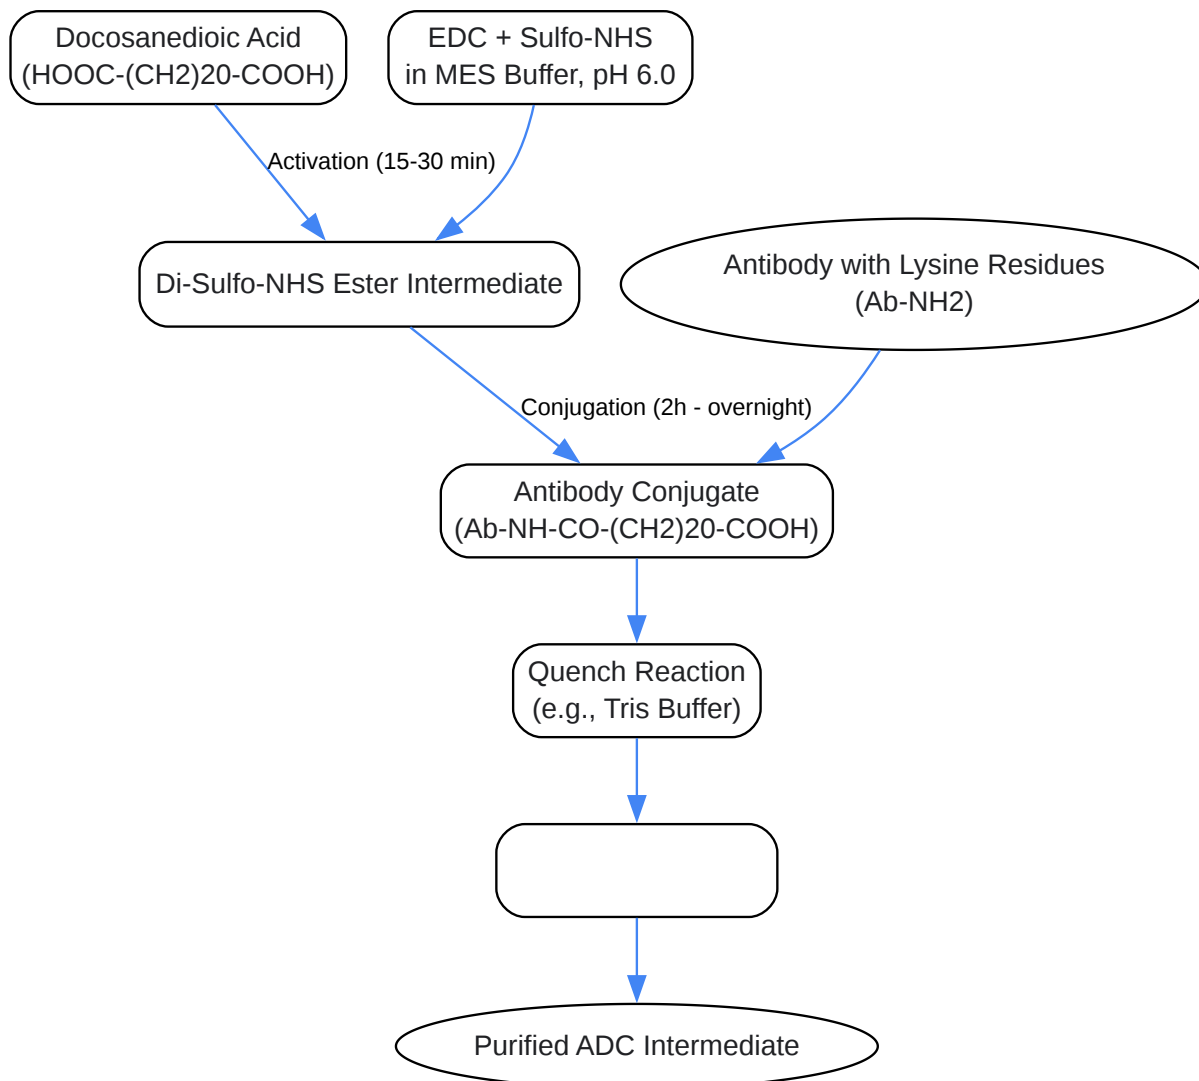 Docosanedioic Acid
(HOOC-(CH2)20-COOH)
EDC + Sulfo-NHS
in MES Buffer, pH 6.0
Activation (15-30 min)
Di-Sulfo-NHS Ester Intermediate
Antibody with Lysine Residues
(Ab-NH2)
Conjugation (2h - overnight)
Antibody Conjugate
(Ab-NH-CO-(CH2)20-COOH)
Quench Reaction
(e.g., Tris Buffer)
Purified ADC Intermediate